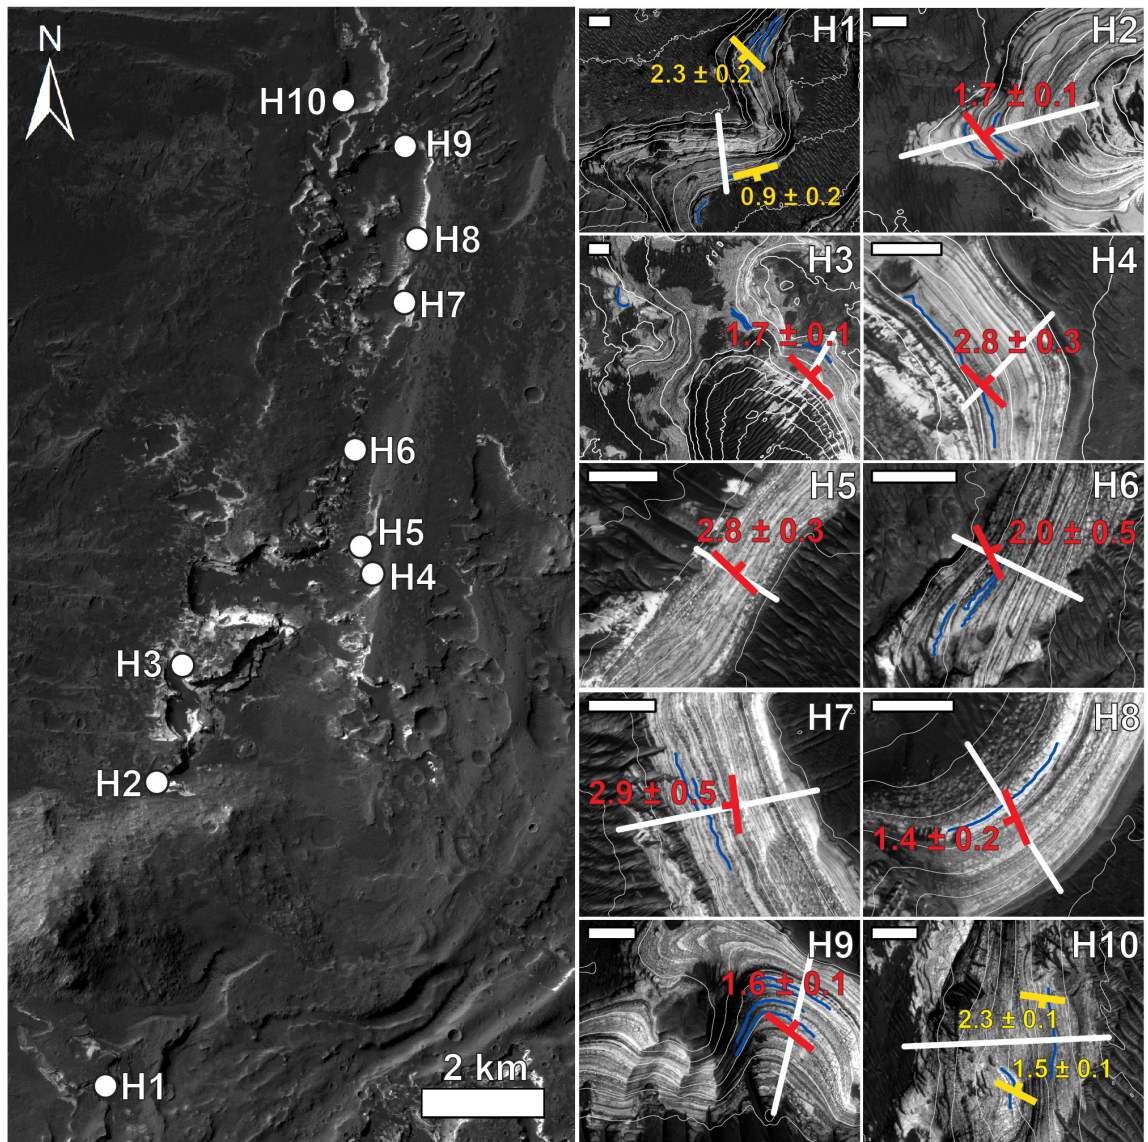 N
H10
H9
H8
H7
H6
H5
H4
H3
H2
H1
2 km
H1
2.3 ± 0.2
0.9 ± 0.2
H2
1.7 ± 0.1
H3
1.7 ± 0.1
H4
2.8 ± 0.3
H5
2.8 ± 0.3
H6
2.0 ± 0.5
H7
2.9 ± 0.5
H8
1.4 ± 0.2
H9
1.6 ± 0.1
H10
2.3 ± 0.1
1.5 ± 0.1